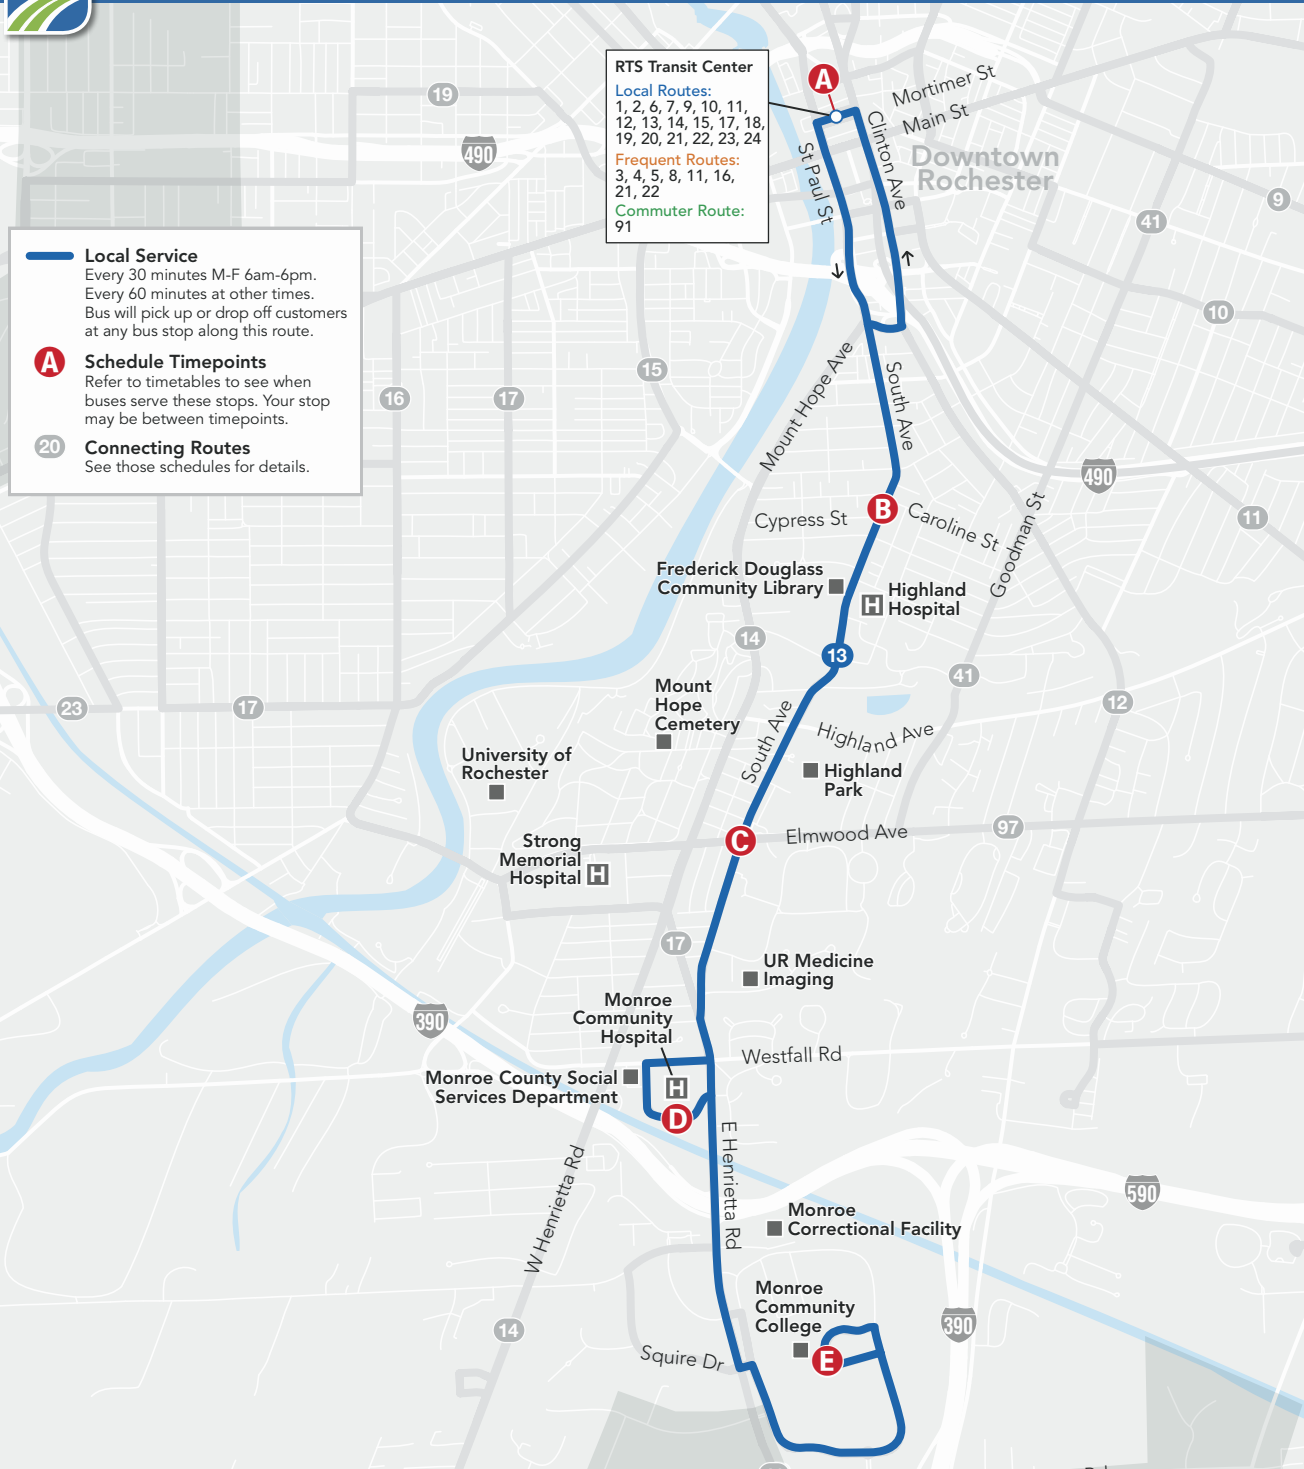 RTS Transit Center
Local Routes:
1, 2, 6, 7, 9, 10, 11,
12, 13, 14, 15, 17, 18,
19, 20, 21, 22, 23, 24
Frequent Routes:
3, 4, 5, 8, 11, 16,
21, 22
Commuter Route:
91
A
Mortimer St
Main St
Clinton Ave
St Paul St
Downtown
Rochester
19
490
9
41
10
Local Service
Every 30 minutes M-F 6am-6pm.
Every 60 minutes at other times.
Bus will pick up or drop off customers
at any bus stop along this route.
A
Schedule Timepoints
Refer to timetables to see when
buses serve these stops. Your stop
may be between timepoints.
20
Connecting Routes
See those schedules for details.
16
17
15
Mount Hope Ave
South Ave
490
11
B
Cypress St
Caroline St
Goodman St
Frederick Douglass
Community Library
H
Highland
Hospital
14
13
41
12
23
17
Mount
Hope
Cemetery
South Ave
Highland Ave
University of
Rochester
Highland
Park
Strong
Memorial
Hospital
H
C
Elmwood Ave
97
17
UR Medicine
Imaging
390
Monroe
Community
Hospital
Westfall Rd
Monroe County Social
Services Department
H
D
E Henrietta Rd
W Henrietta Rd
590
Monroe
Correctional Facility
Monroe
Community
College
E
390
14
Squire Dr